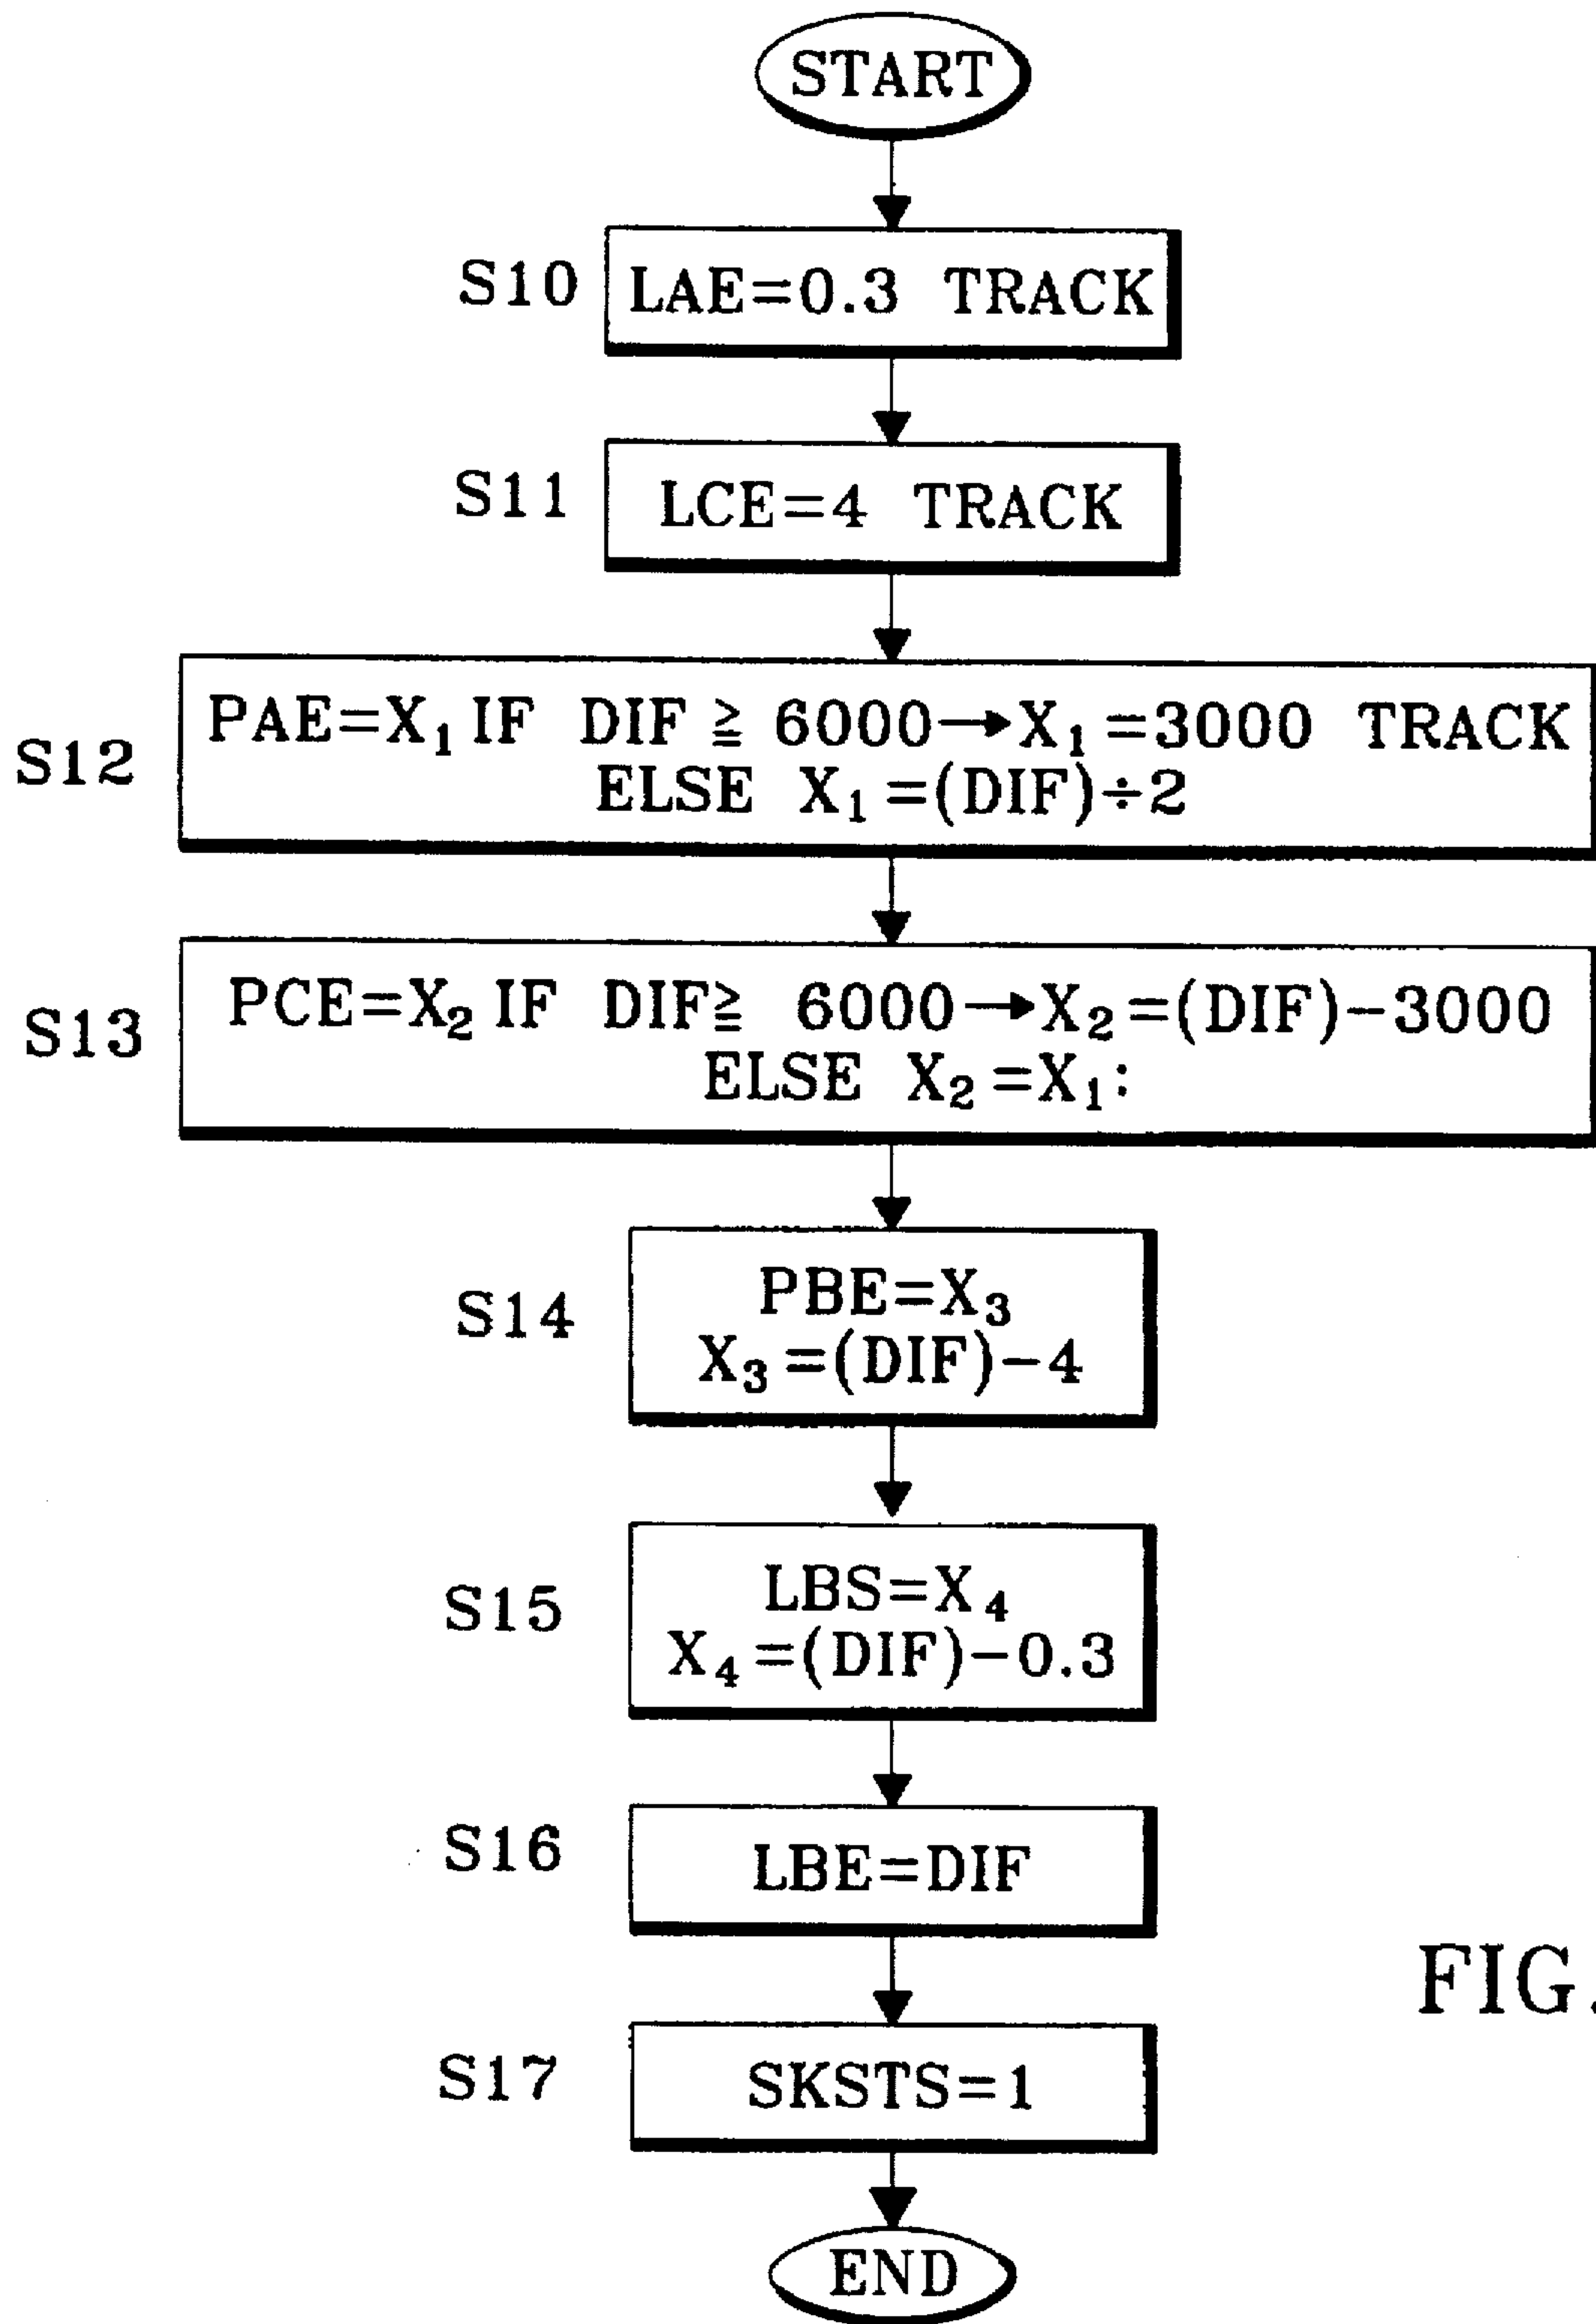 START
S10
LAE=0.3 TRACK
S11
LCE=4 TRACK
S12
PAE=X₁ IF DIF ≧ 6000→X₁=3000 TRACK
ELSE X₁=(DIF)÷2
S13
PCE=X₂ IF DIF≧ 6000→X₂=(DIF)-3000
ELSE X₂=X₁:
S14
PBE=X₃
X₃=(DIF)-4
S15
LBS=X₄
X₄=(DIF)-0.3
S16
LBE=DIF
S17
SKSTS=1
END
FIG.